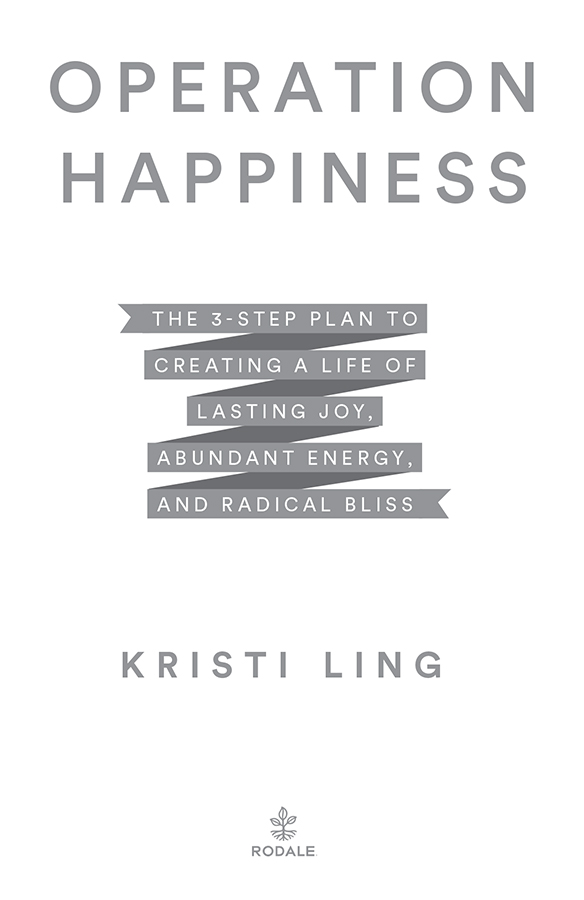 OPERATION
HAPPINESS
THE 3-STEP PLAN TO
CREATING A LIFE OF
LASTING JOY,
ABUNDANT ENERGY,
AND RADICAL BLISS
KRISTI LING
RODALE